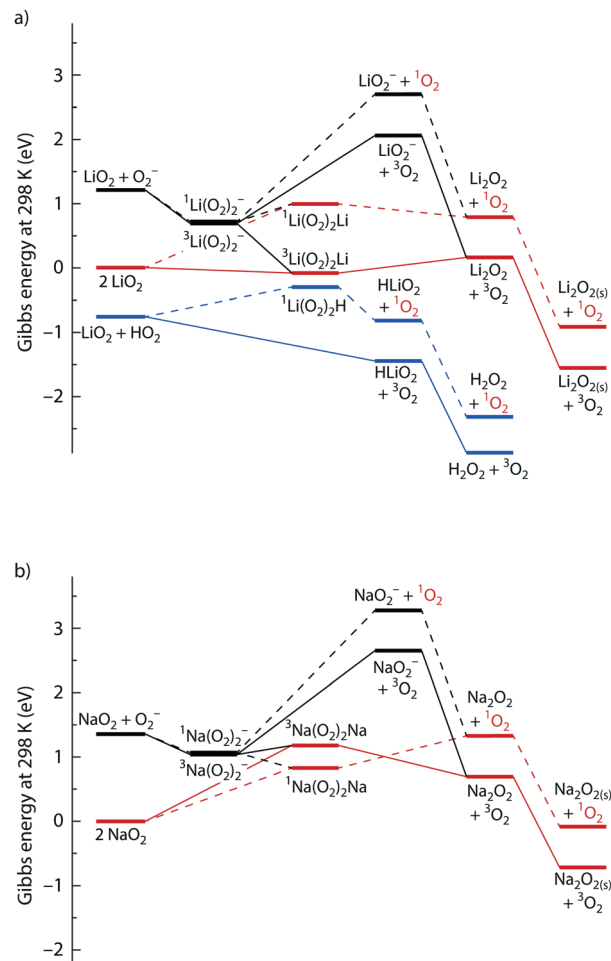 a)
Gibbs energy at 298 K (eV)
3
2
1
0
−1
−2
LiO₂ + O₂⁻
¹Li(O₂)₂⁻
³Li(O₂)₂⁻
2 LiO₂
LiO₂ + HO₂
¹Li(O₂)₂Li
³Li(O₂)₂Li
¹Li(O₂)₂H
LiO₂⁻ + ¹O₂
LiO₂⁻
+ ³O₂
HLiO₂
+ ¹O₂
HLiO₂
+ ³O₂
Li₂O₂
+ ¹O₂
Li₂O₂
+ ³O₂
H₂O₂
+ ¹O₂
H₂O₂ + ³O₂
Li₂O₂₍ₛ₎
+ ¹O₂
Li₂O₂₍ₛ₎
+ ³O₂
b)
Gibbs energy at 298 K (eV)
3
2
1
0
−1
−2
NaO₂ + O₂⁻
¹Na(O₂)₂⁻
³Na(O₂)₂⁻
2 NaO₂
³Na(O₂)₂Na
¹Na(O₂)₂Na
NaO₂⁻ + ¹O₂
NaO₂⁻
+ ³O₂
Na₂O₂
+ ¹O₂
Na₂O₂
+ ³O₂
Na₂O₂₍ₛ₎
+ ¹O₂
Na₂O₂₍ₛ₎
+ ³O₂